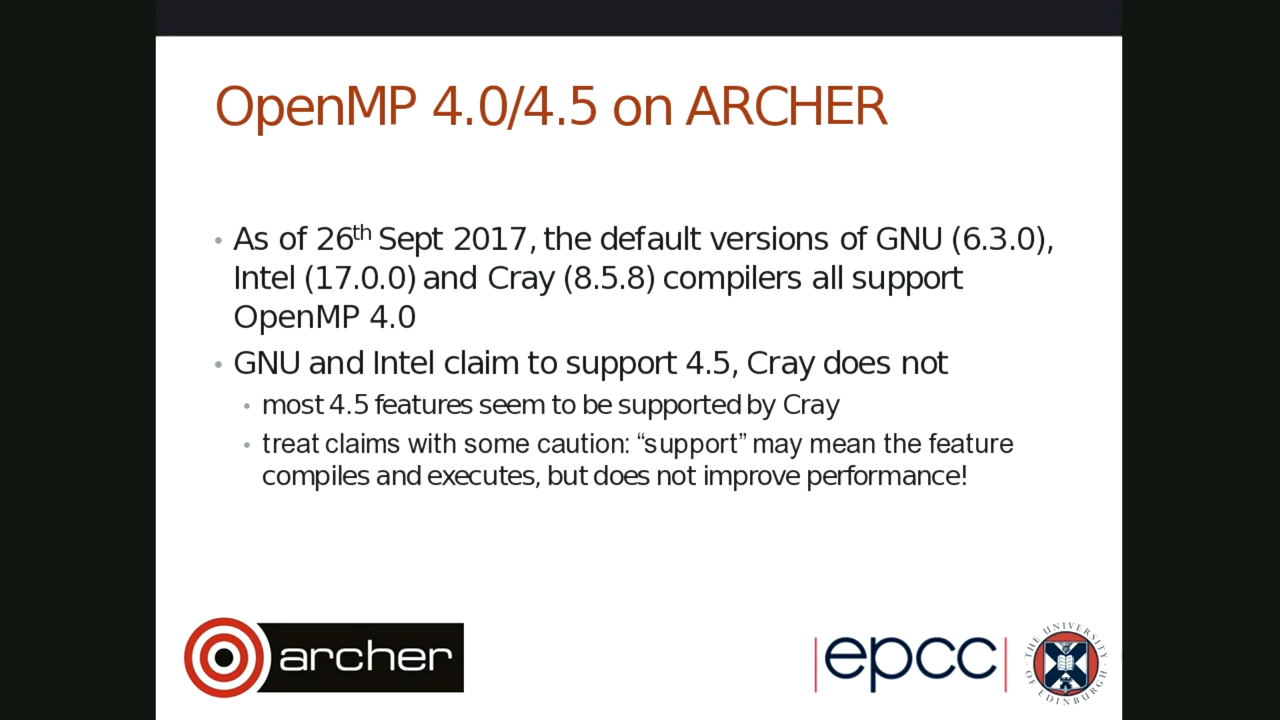 OpenMP 4.0/4.5 on ARCHER
• As of 26th Sept 2017, the default versions of GNU (6.3.0),
Intel (17.0.0) and Cray (8.5.8) compilers all support
OpenMP 4.0
• GNU and Intel claim to support 4.5, Cray does not
• most 4.5 features seem to be supported by Cray
• treat claims with some caution: “support” may mean the feature
compiles and executes, but does not improve performance!
archer
epcc
THE UNIVERSITY
OF EDINBURGH